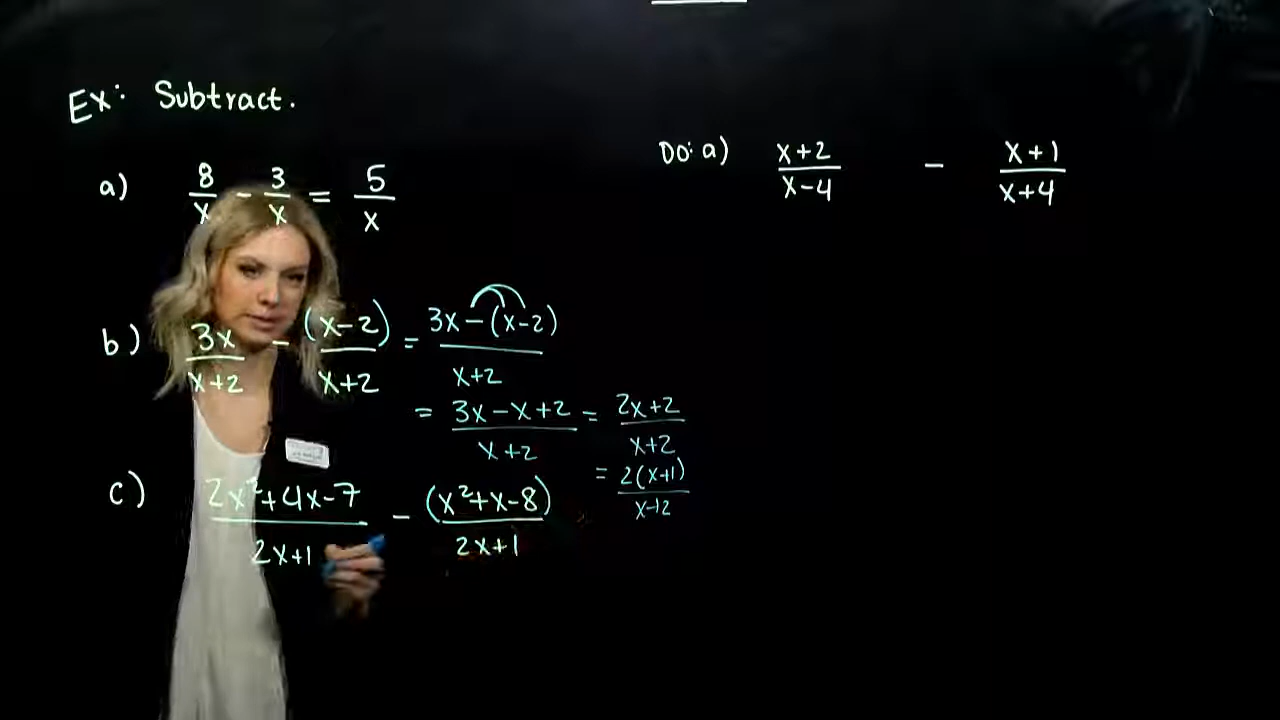 Ex: Subtract.
a) 8/x - 3/x = 5/x
b) 3x/(x+2) - (x-2)/(x+2) = (3x-(x-2))/(x+2)
= (3x-x+2)/(x+2) = (2x+2)/(x+2)
= 2(x+1)/(x-12)
c) (2x²+4x-7)/(2x+1) - (x²+x-8)/(2x+1)
DO: a) (x+2)/(x-4) - (x+1)/(x+4)